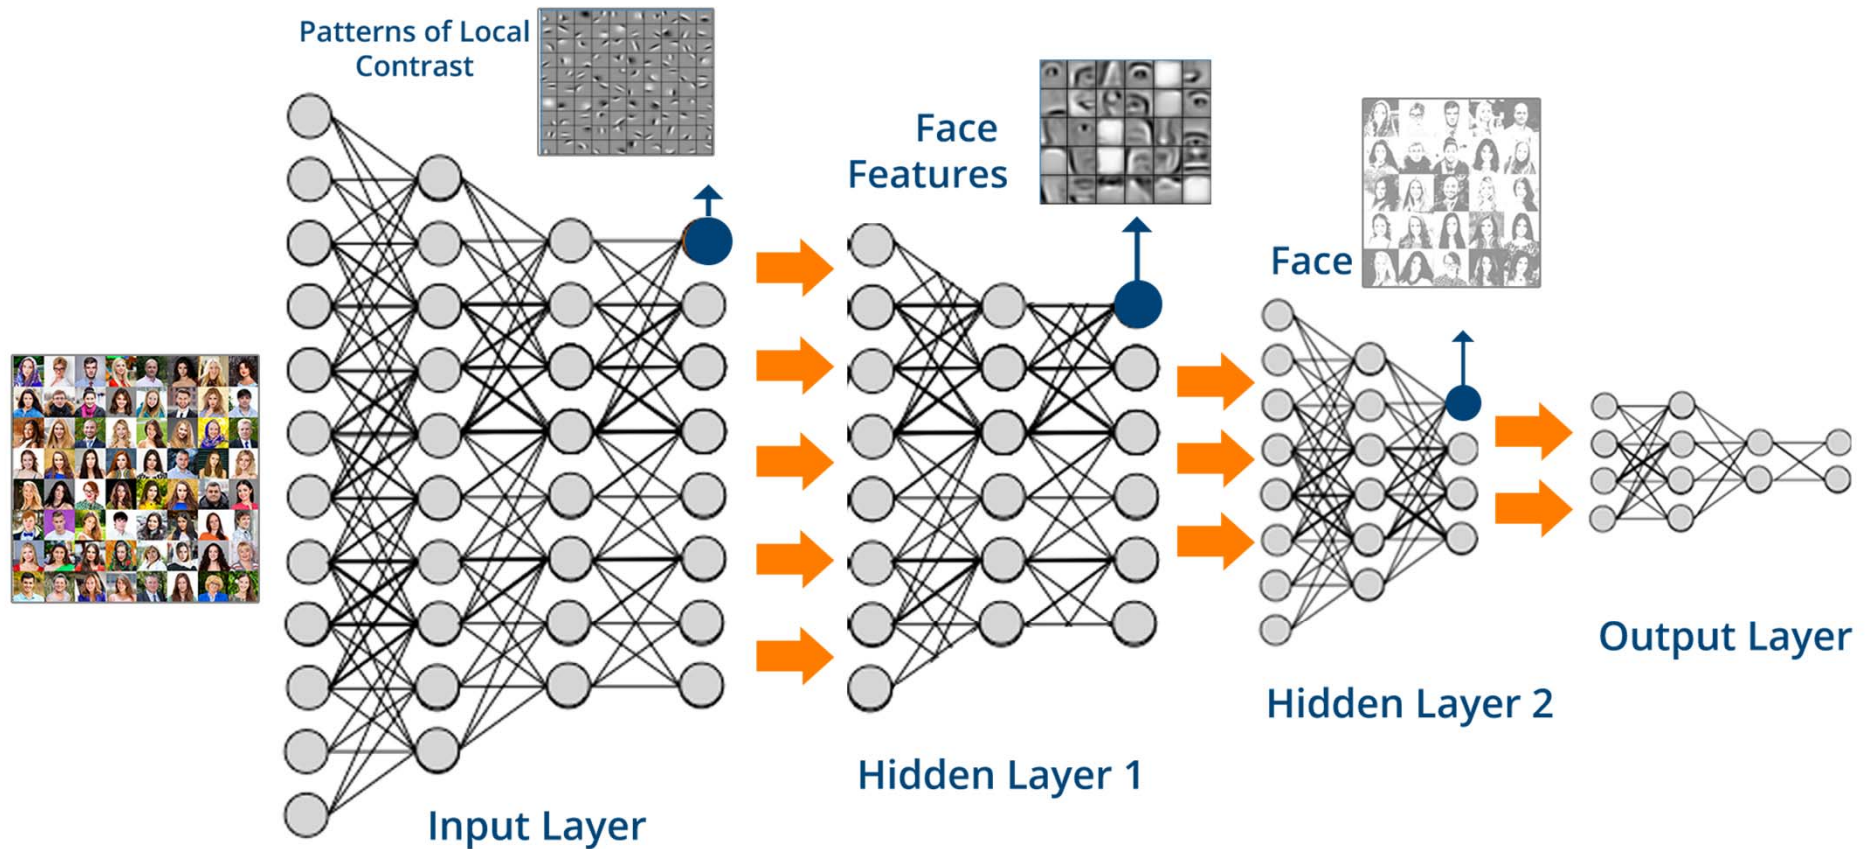 Patterns of Local
Contrast
Face
Features
Face
Output Layer
Hidden Layer 2
Hidden Layer 1
Input Layer